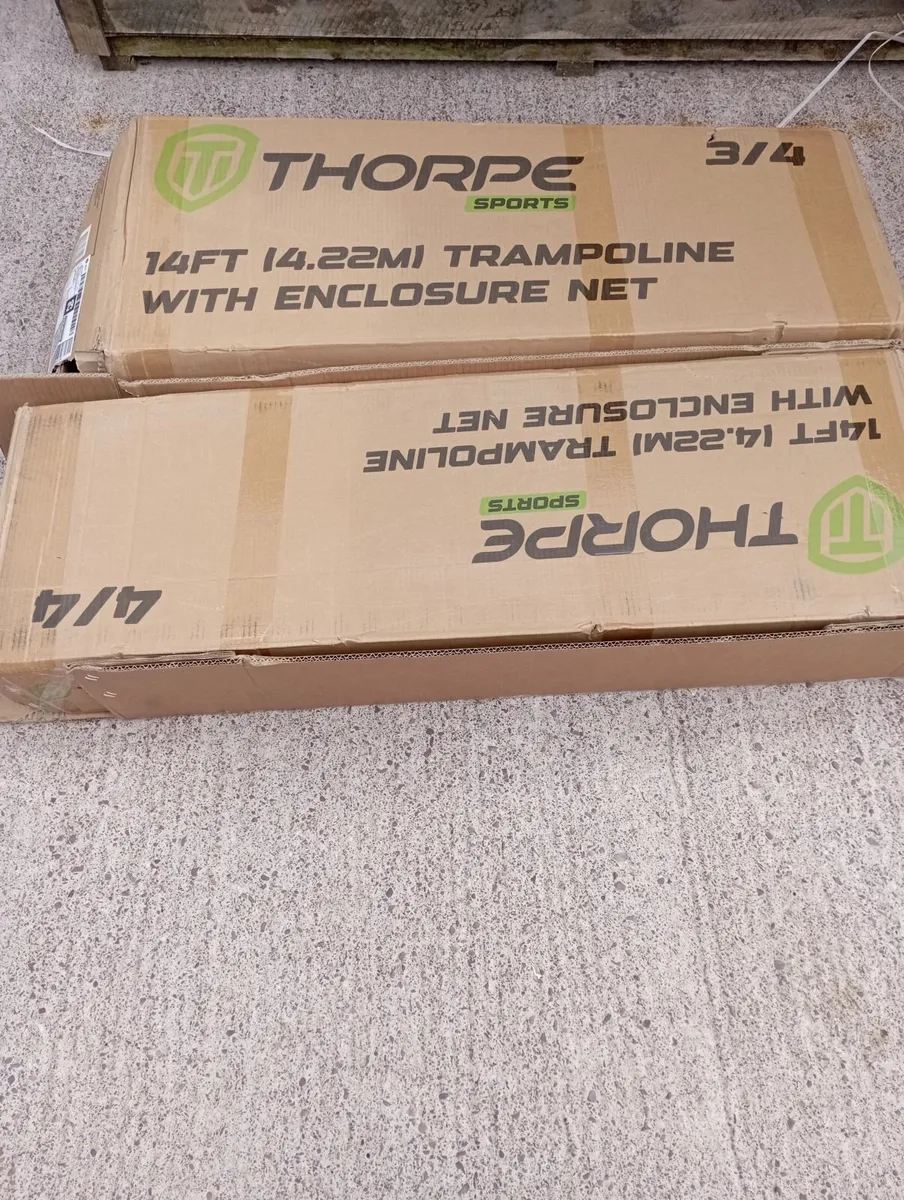 THORPE
SPORTS
3/4
14FT (4.22M) TRAMPOLINE
WITH ENCLOSURE NET
THORPE
SPORTS
14FT (4.22M) TRAMPOLINE
WITH ENCLOSURE NET
4/4